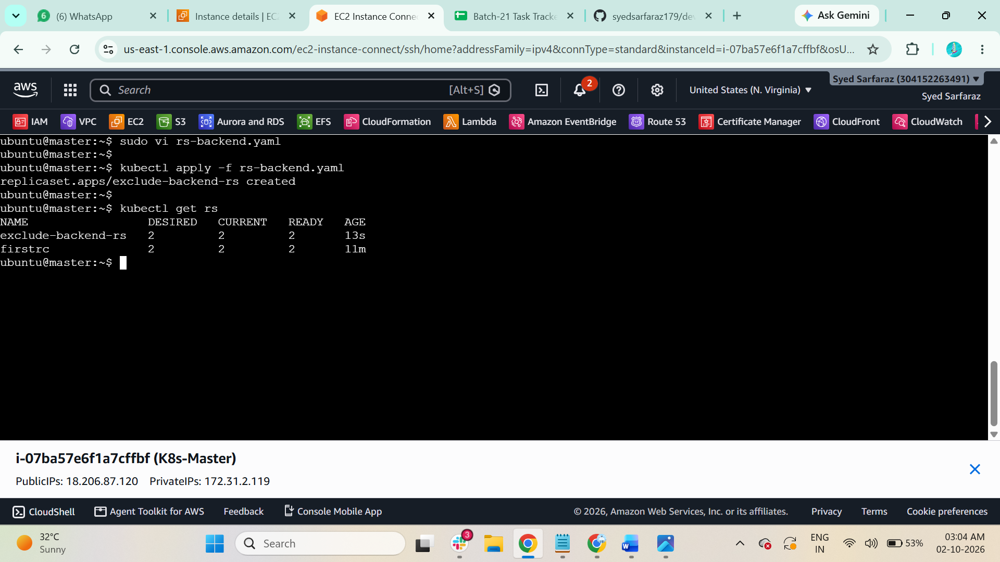 6 (6) WhatsApp
Instance details | EC2
EC2 Instance Conne
Batch-21 Task Tracke
syedsarfaraz179/dev
Ask Gemini
us-east-1.console.aws.amazon.com/ec2-instance-connect/ssh/home?addressFamily=ipv4&connType=standard&instanceId=i-07ba57e6f1a7cffbf&osU...
aws
Search [Alt+S]
2
United States (N. Virginia) ▼
Syed Sarfaraz (304152263491) ▼
Syed Sarfaraz
IAM VPC EC2 S3 Aurora and RDS EFS CloudFormation Lambda Amazon EventBridge Route 53 Certificate Manager CloudFront CloudWatch
ubuntu@master:~$ sudo vi rs-backend.yaml
ubuntu@master:~$
ubuntu@master:~$ kubectl apply -f rs-backend.yaml
replicaset.apps/exclude-backend-rs created
ubuntu@master:~$
ubuntu@master:~$ kubectl get rs
NAME DESIRED CURRENT READY AGE
exclude-backend-rs 2 2 2 13s
firstrc 2 2 2 11m
ubuntu@master:~$
i-07ba57e6f1a7cffbf (K8s-Master)
PublicIPs: 18.206.87.120 PrivateIPs: 172.31.2.119
CloudShell Agent Toolkit for AWS Feedback Console Mobile App © 2026, Amazon Web Services, Inc. or its affiliates. Privacy Terms Cookie preferences
32°C
Sunny
Search
3
W
ENG
IN
53%
03:04 AM
02-10-2026